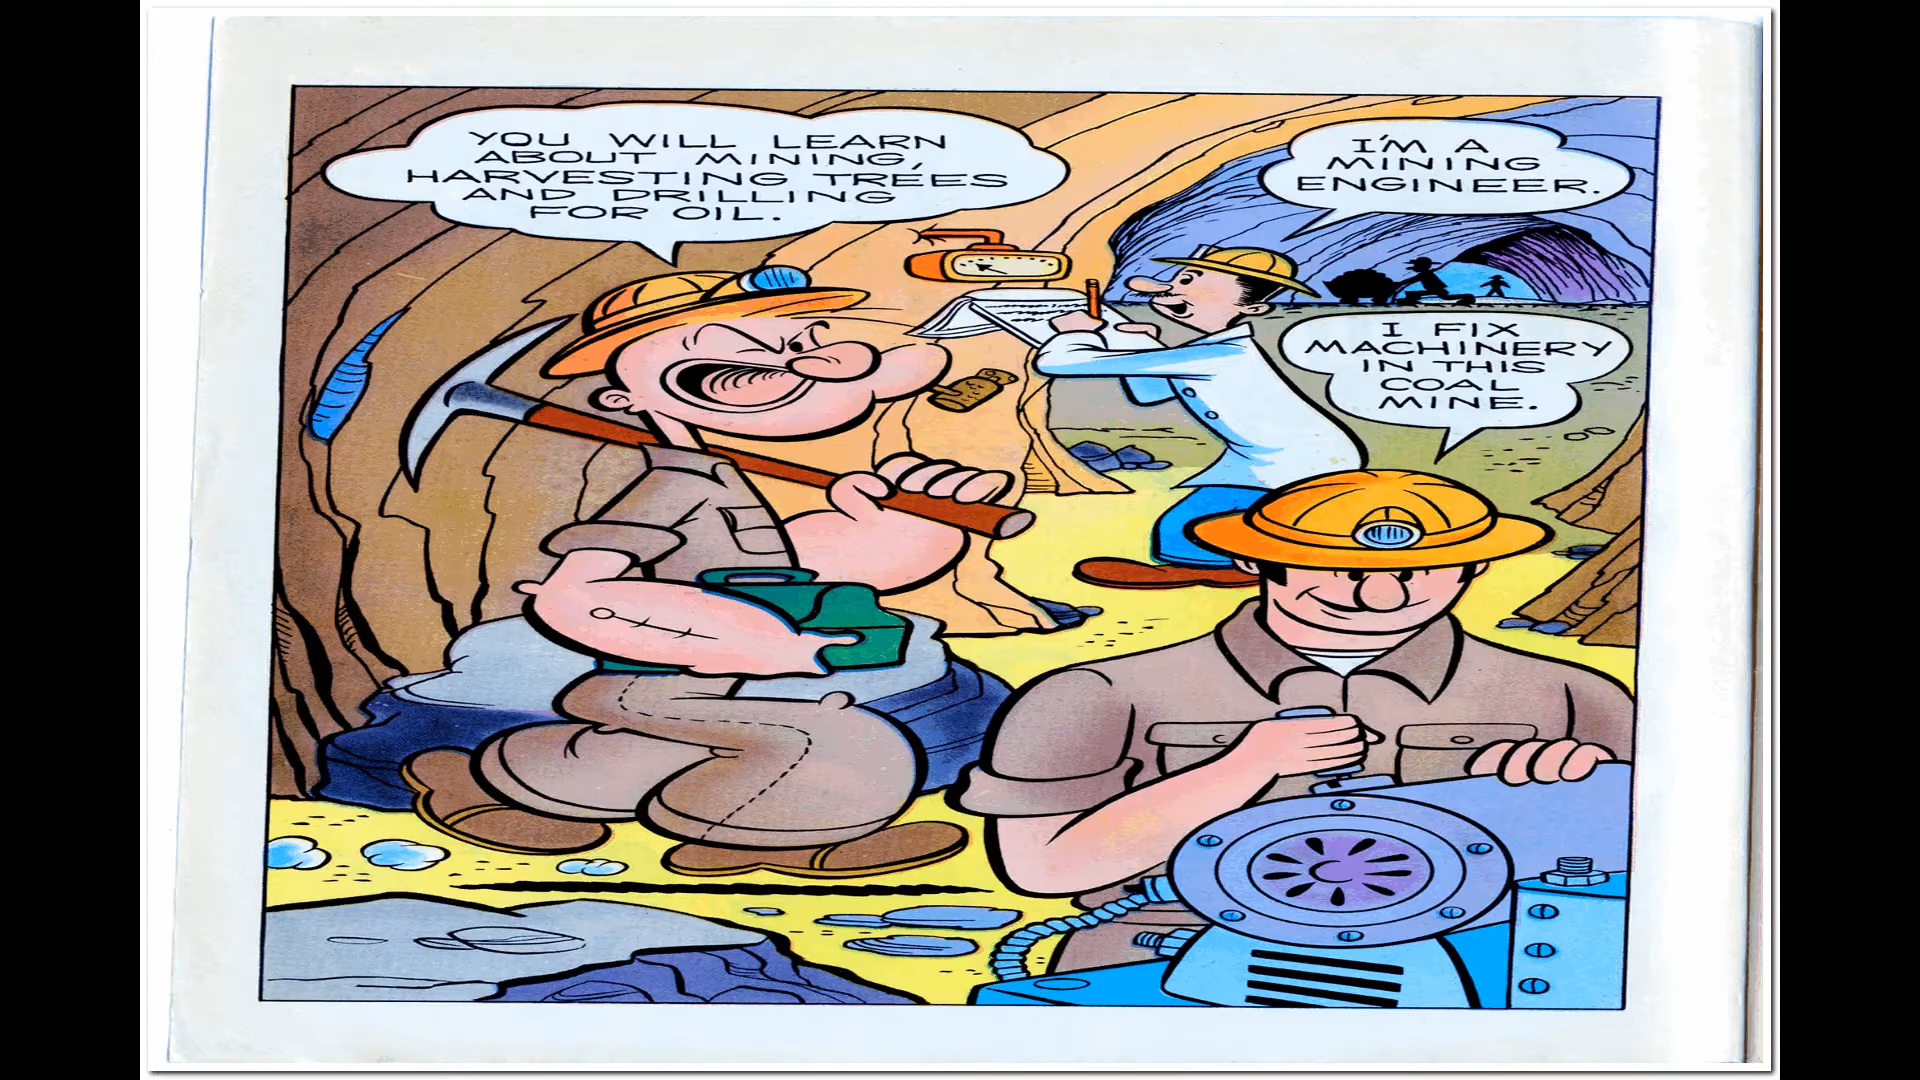 YOU WILL LEARN
ABOUT MINING,
HARVESTING TREES
AND DRILLING
FOR OIL.
I'M A
MINING
ENGINEER.
I FIX
MACHINERY
IN THIS
COAL
MINE.